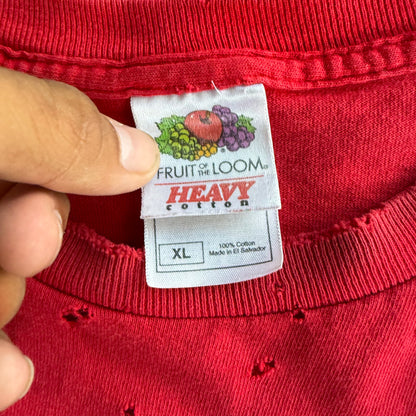 FRUIT OF THE LOOM®
HEAVY
cotton
XL
100% Cotton
Made in El Salvador